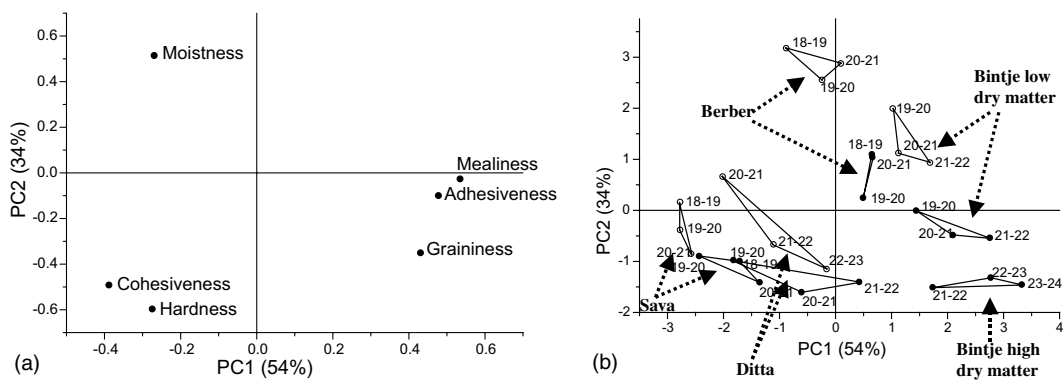 0.6
0.4
0.2
0.0
-0.2
-0.4
-0.6
PC2 (34%)
Moistness
Mealiness
Adhesiveness
Graininess
Cohesiveness
Hardness
-0.4 -0.2 0.0 0.2 0.4 0.6
PC1 (54%)
(a)
3
2
1
0
-1
-2
PC2 (34%)
18-19
20-21
19-20
Berber
Bintje low
dry matter
19-20
20-21
21-22
18-19
20-21
19-20
20-21
18-19
19-20
20-21
19-20
20-21
21-22
21-22
22-23
19-20
18-19
19-20
20-21
20-21
21-22
22-23
21-22
23-24
Sava
Ditta
Bintje high
dry matter
-3 -2 -1 0 1 2 3 4
PC1 (54%)
(b)